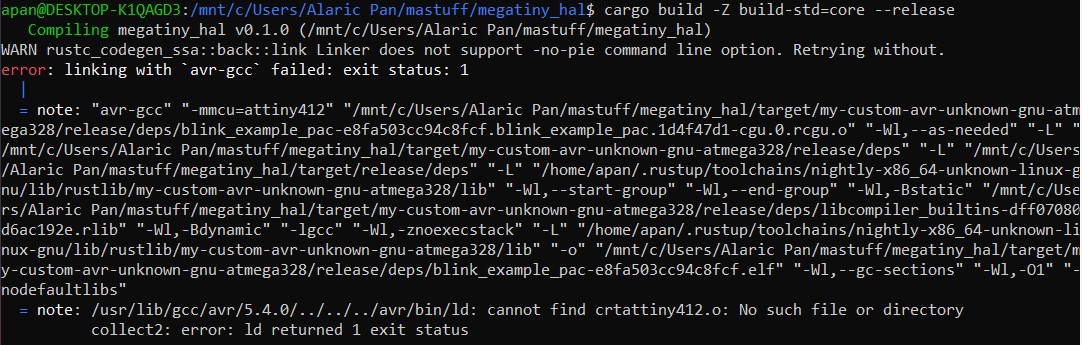 apan@DESKTOP-K1QAGD3:/mnt/c/Users/Alaric Pan/mastuff/megatiny_hal$ cargo build -Z build-std=core --release
Compiling megatiny_hal v0.1.0 (/mnt/c/Users/Alaric Pan/mastuff/megatiny_hal)
WARN rustc_codegen_ssa::back::link Linker does not support -no-pie command line option. Retrying without.
error: linking with `avr-gcc` failed: exit status: 1
|
= note: "avr-gcc" "-mmcu=attiny412" "/mnt/c/Users/Alaric Pan/mastuff/megatiny_hal/target/my-custom-avr-unknown-gnu-atm
ega328/release/deps/blink_example_pac-e8fa503cc94c8fcf.blink_example_pac.1d4f47d1-cgu.0.rcgu.o" "-Wl,--as-needed" "-L" "
/mnt/c/Users/Alaric Pan/mastuff/megatiny_hal/target/my-custom-avr-unknown-gnu-atmega328/release/deps" "-L" "/mnt/c/Users
/Alaric Pan/mastuff/megatiny_hal/target/release/deps" "-L" "/home/apan/.rustup/toolchains/nightly-x86_64-unknown-linux-g
nu/lib/rustlib/my-custom-avr-unknown-gnu-atmega328/lib" "-Wl,--start-group" "-Wl,--end-group" "-Wl,-Bstatic" "/mnt/c/Use
rs/Alaric Pan/mastuff/megatiny_hal/target/my-custom-avr-unknown-gnu-atmega328/release/deps/libcompiler_builtins-dff07080
d6ac192e.rlib" "-Wl,-Bdynamic" "-lgcc" "-Wl,-znoexecstack" "-L" "/home/apan/.rustup/toolchains/nightly-x86_64-unknown-li
nux-gnu/lib/rustlib/my-custom-avr-unknown-gnu-atmega328/lib" "-o" "/mnt/c/Users/Alaric Pan/mastuff/megatiny_hal/target/m
y-custom-avr-unknown-gnu-atmega328/release/deps/blink_example_pac-e8fa503cc94c8fcf.elf" "-Wl,--gc-sections" "-Wl,-O1" "-
nodefaultlibs"
= note: /usr/lib/gcc/avr/5.4.0/../../../avr/bin/ld: cannot find crtattiny412.o: No such file or directory
collect2: error: ld returned 1 exit status